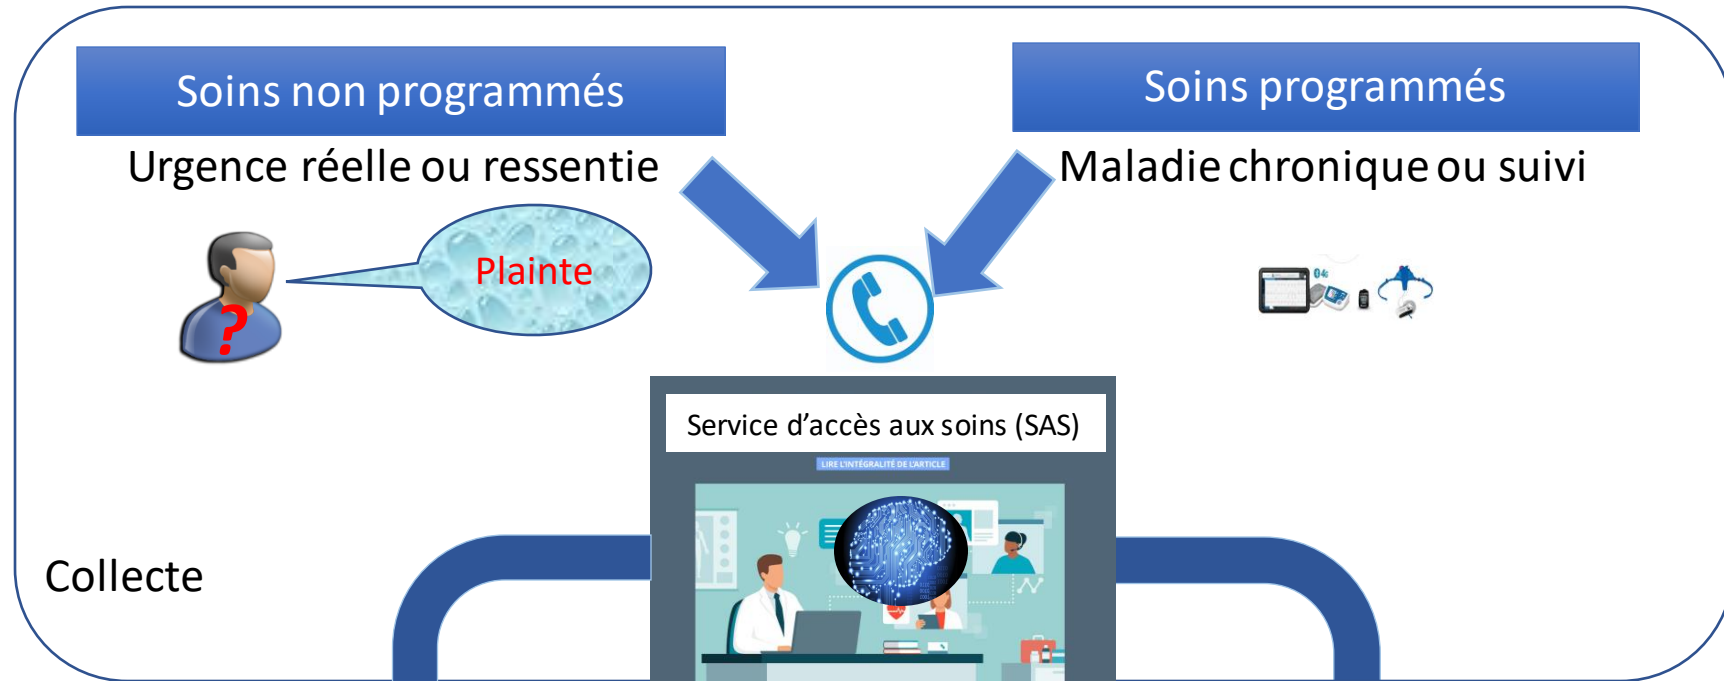 Soins non programmés
Soins programmés
Urgence réelle ou ressentie
Maladie chronique ou suivi
Plainte
?
Service d’accès aux soins (SAS)
LIRE L'INTÉGRALITÉ DE L'ARTICLE
Collecte